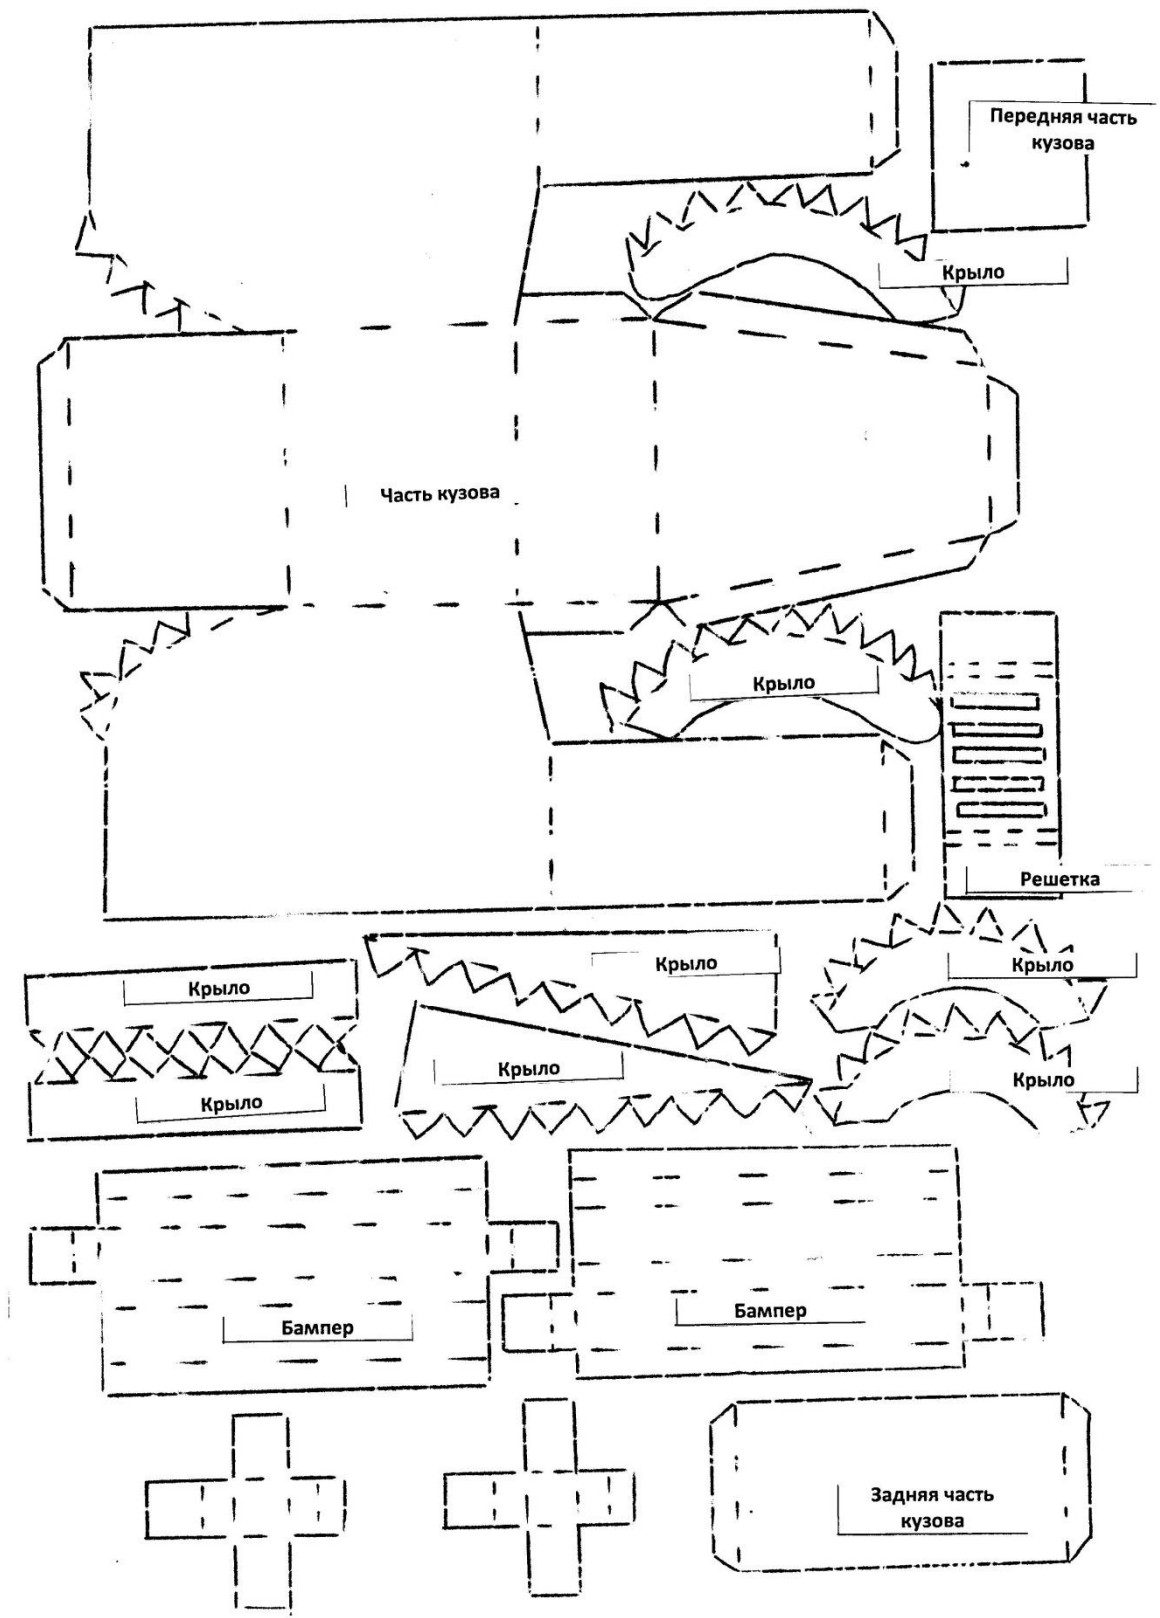 Передняя часть
кузова
Крыло
Часть кузова
Крыло
Решетка
Крыло
Крыло
Крыло
Крыло
Крыло
Крыло
Бампер
Бампер
Задняя часть
кузова